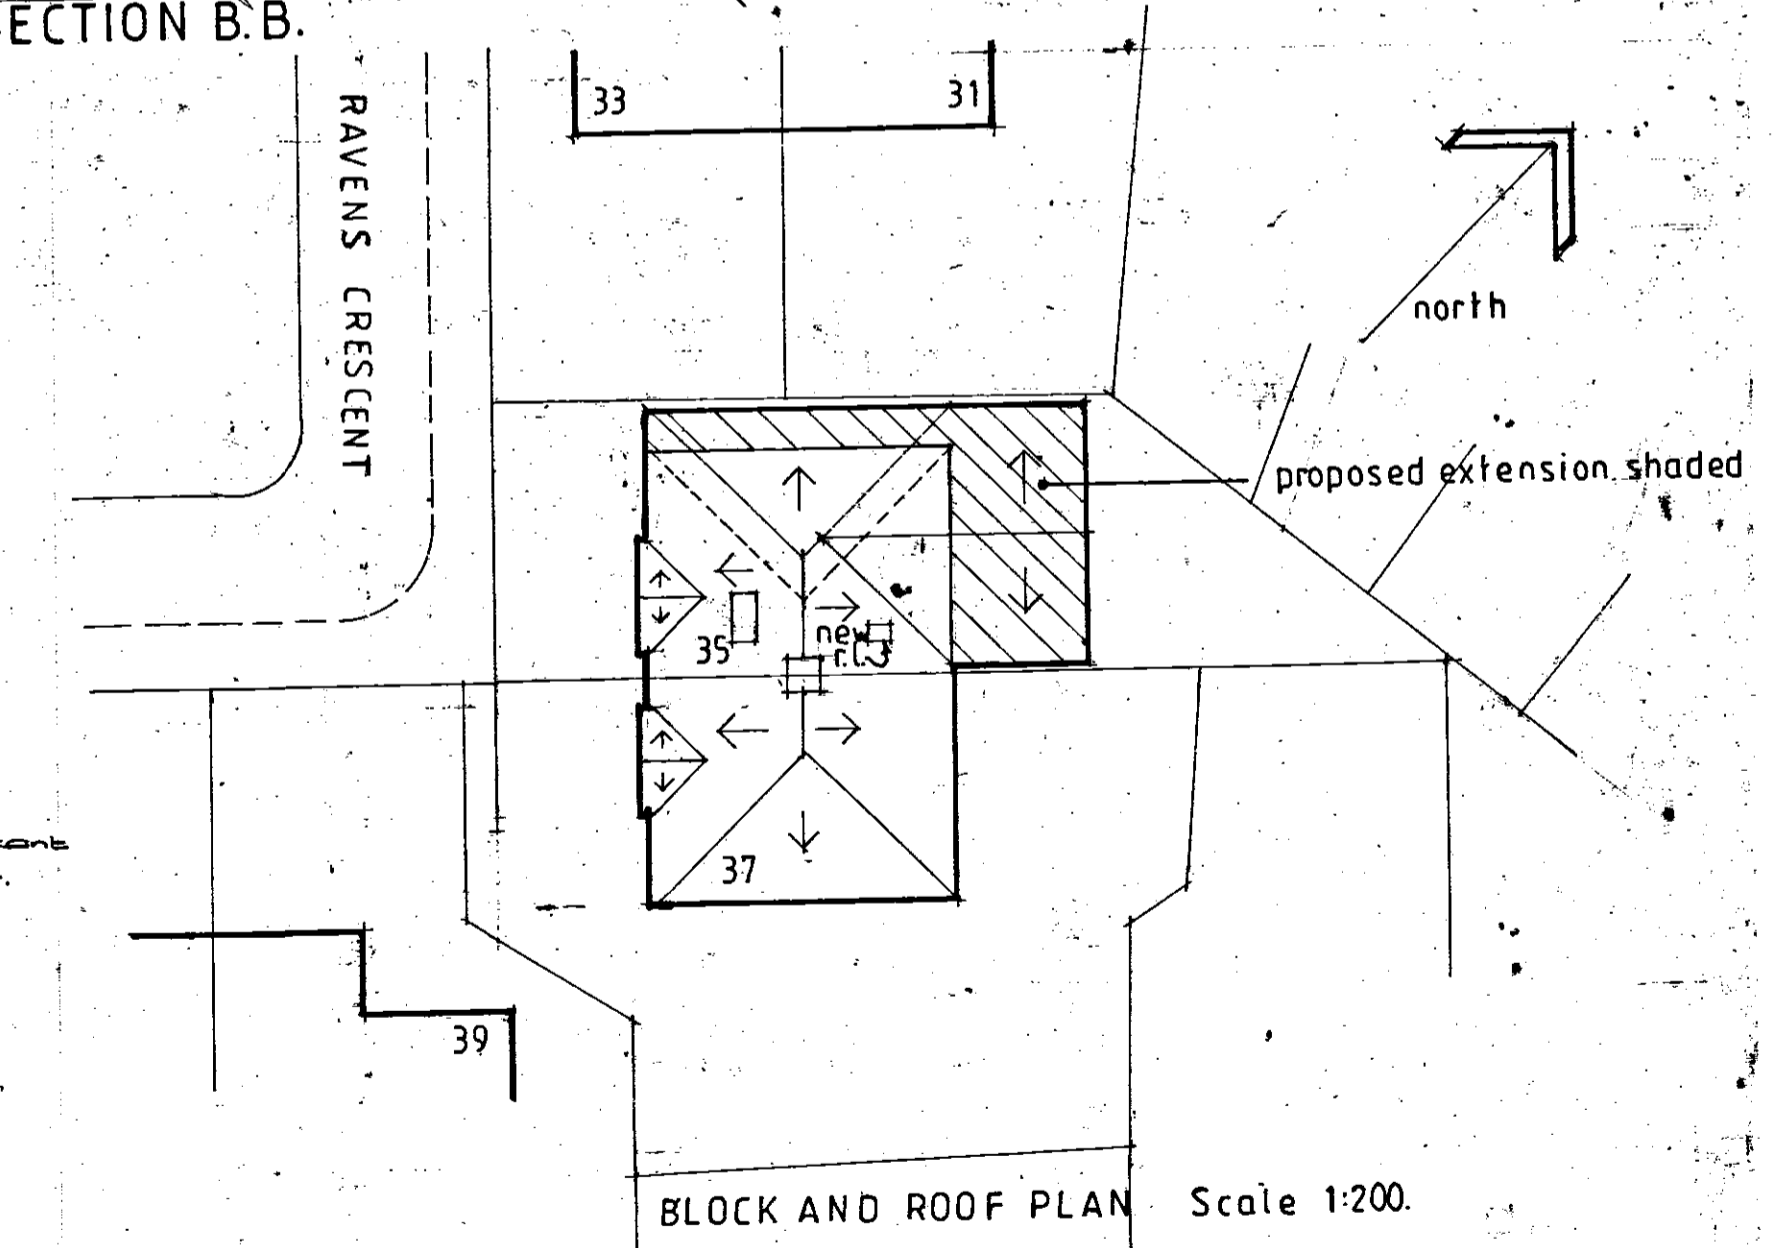 ECTION B.B.
RAVENS CRESCENT
33
31
north
proposed extension shaded
35
new
r.l.
37
39
BLOCK AND ROOF PLAN Scale 1:200.